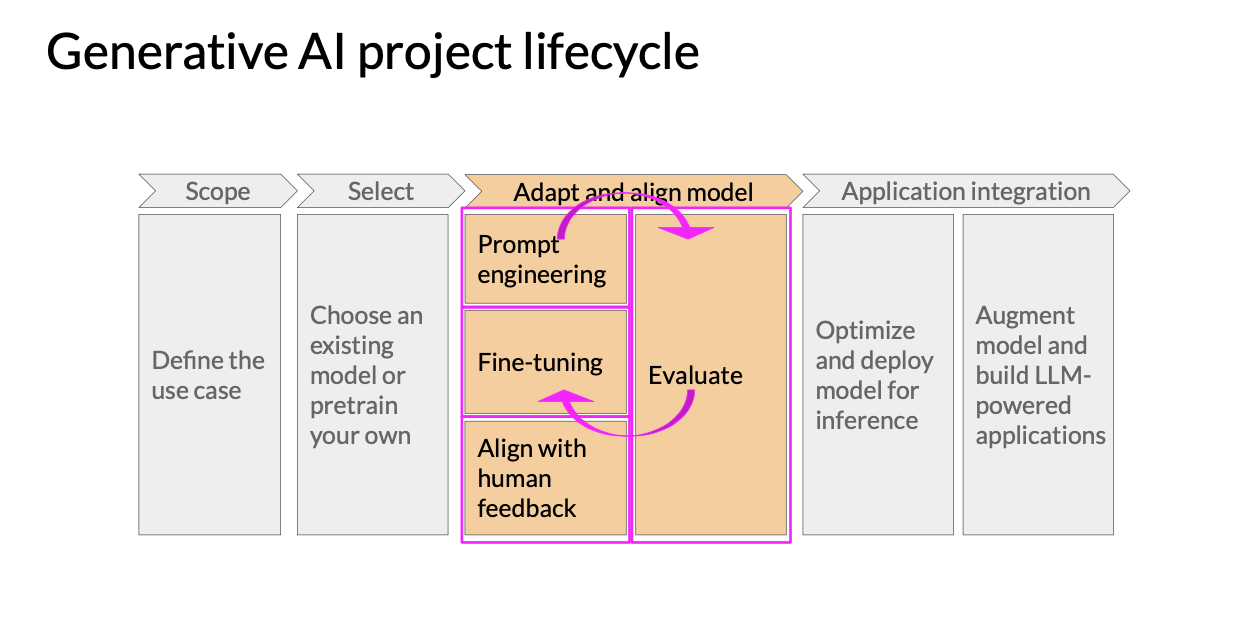 Generative AI project lifecycle
Scope
Select
Adapt and align model
Application integration
Define the
use case
Choose an
existing
model or
pretrain
your own
Prompt
engineering
Fine-tuning
Align with
human
feedback
Evaluate
Optimize
and deploy
model for
inference
Augment
model and
build LLM-
powered
applications